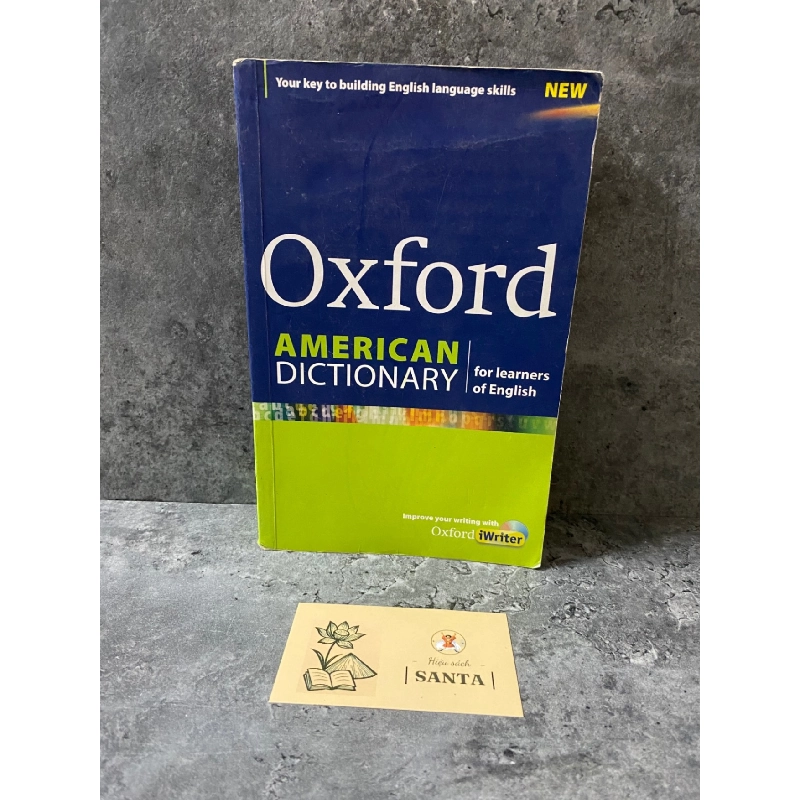 Your key to building English language skills
NEW
Oxford
AMERICAN
DICTIONARY
for learners
of English
Improve your writing with
Oxford iWriter
Hiệu sách
SANTA